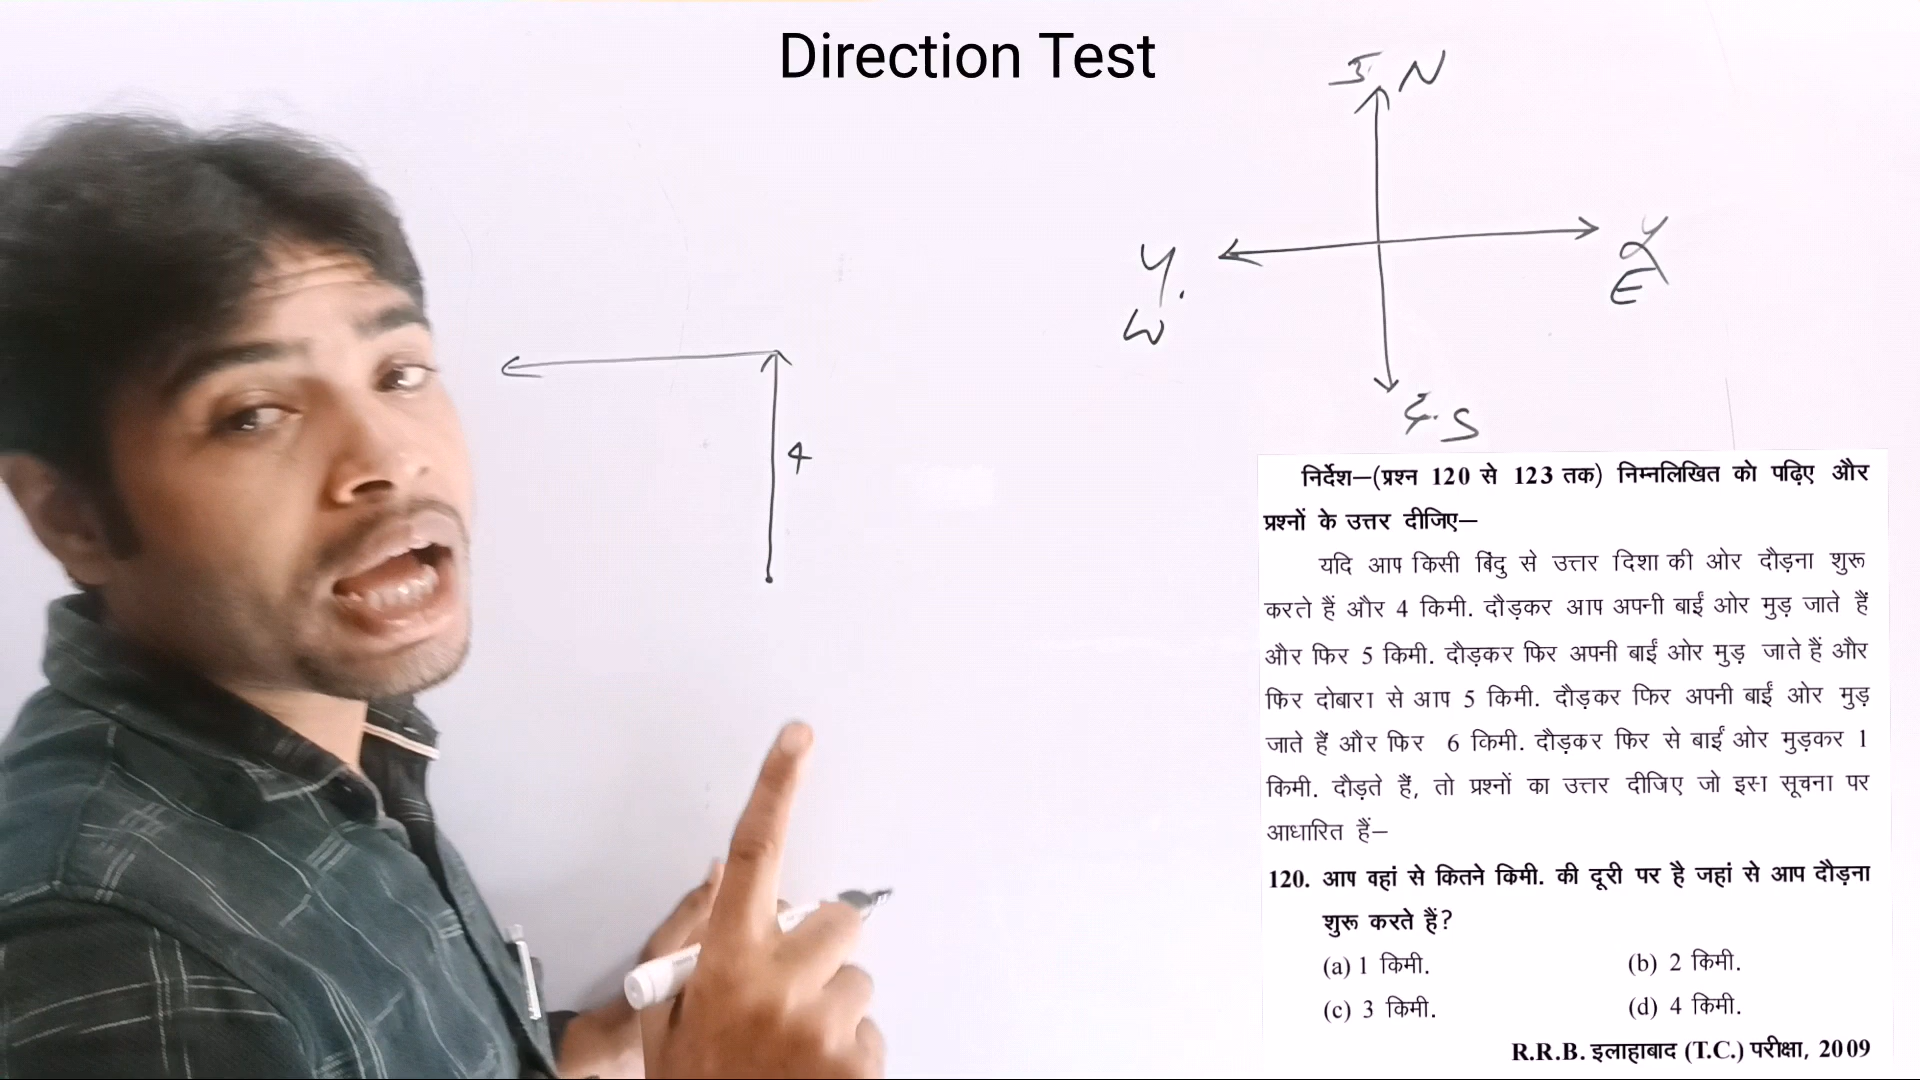 Direction Test
उ. N
पू
E
प.
W
द. S
4
निर्देश—(प्रश्न 120 से 123 तक) निम्नलिखित को पढ़िए और
प्रश्नों के उत्तर दीजिए—
यदि आप किसी बिंदु से उत्तर दिशा की ओर दौड़ना शुरू
करते हैं और 4 किमी. दौड़कर आप अपनी बाईं ओर मुड़ जाते हैं
और फिर 5 किमी. दौड़कर फिर अपनी बाईं ओर मुड़ जाते हैं और
फिर दोबारा से आप 5 किमी. दौड़कर फिर अपनी बाईं ओर मुड़
जाते हैं और फिर 6 किमी. दौड़कर फिर से बाईं ओर मुड़कर 1
किमी. दौड़ते हैं, तो प्रश्नों का उत्तर दीजिए जो इस सूचना पर
आधारित हैं—
120. आप वहां से कितने किमी. की दूरी पर है जहां से आप दौड़ना
शुरू करते हैं?
(a) 1 किमी. (b) 2 किमी.
(c) 3 किमी. (d) 4 किमी.
R.R.B. इलाहाबाद (T.C.) परीक्षा, 2009